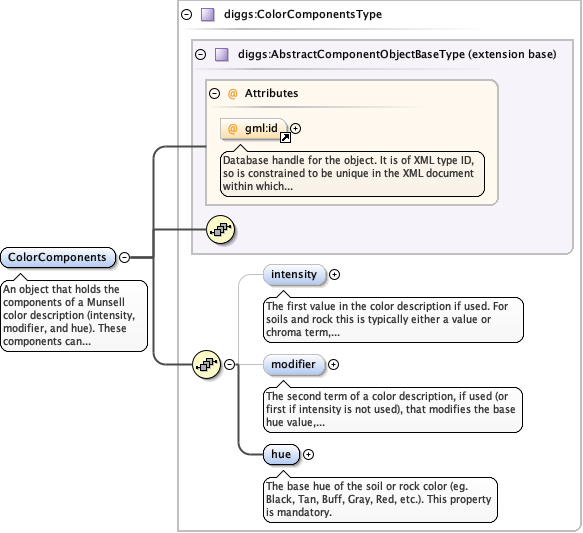 diggs:ColorComponentsType
diggs:AbstractComponentObjectBaseType (extension base)
@ Attributes
@ gml:id
Database handle for the object. It is of XML type ID,
so is constrained to be unique in the XML document
within which...
ColorComponents
An object that holds the
components of a Munsell
color description (intensity,
modifier, and hue). These
components can...
intensity
The first value in the color description if used. For
soils and rock this is typically either a value or
chroma term,...
modifier
The second term of a color description, if used (or
first if intensity is not used), that modifies the base
hue value,...
hue
The base hue of the soil or rock color (eg.
Black, Tan, Buff, Gray, Red, etc.). This property
is mandatory.